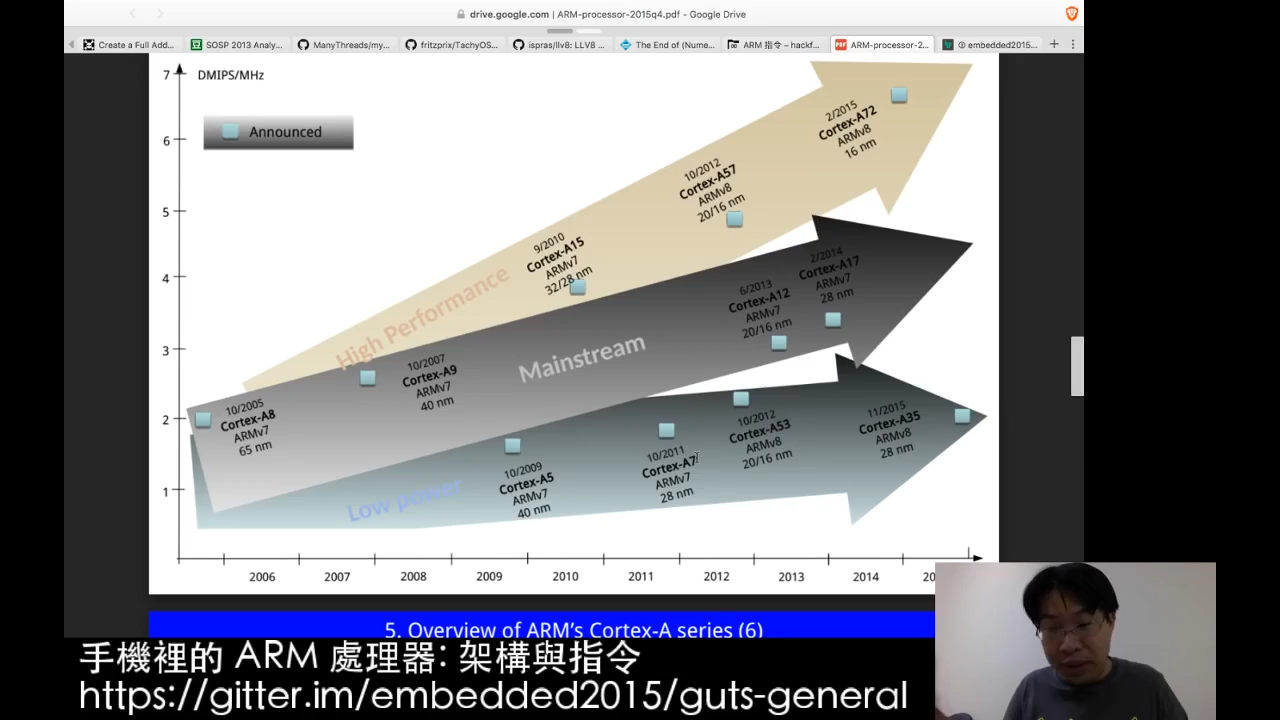 drive.google.com | ARM-processor-2015q4.pdf - Google Drive
Create a Full Add...
SOSP 2013 Analy...
ManyThreads/my...
fritzprix/TachyOS...
ispras/llv8: LLV8 ...
The End of (Nume...
ARM 指令 – hackf...
ARM-processor-2...
embedded2015...
7
DMIPS/MHz
Announced
6
5
4
3
2
1
2/2015
Cortex-A72
ARMv8
16 nm
10/2012
Cortex-A57
ARMv8
20/16 nm
9/2010
Cortex-A15
ARMv7
32/28 nm
High Performance
2/2014
Cortex-A17
ARMv7
28 nm
6/2013
Cortex-A12
ARMv7
20/16 nm
Mainstream
10/2007
Cortex-A9
ARMv7
40 nm
10/2005
Cortex-A8
ARMv7
65 nm
Low power
10/2009
Cortex-A5
ARMv7
40 nm
10/2011
Cortex-A7
ARMv7
28 nm
10/2012
Cortex-A53
ARMv8
20/16 nm
11/2015
Cortex-A35
ARMv8
28 nm
2006 2007 2008 2009 2010 2011 2012 2013 2014
5. Overview of ARM's Cortex-A series (6)
手機裡的 ARM 處理器: 架構與指令
https://gitter.im/embedded2015/guts-general